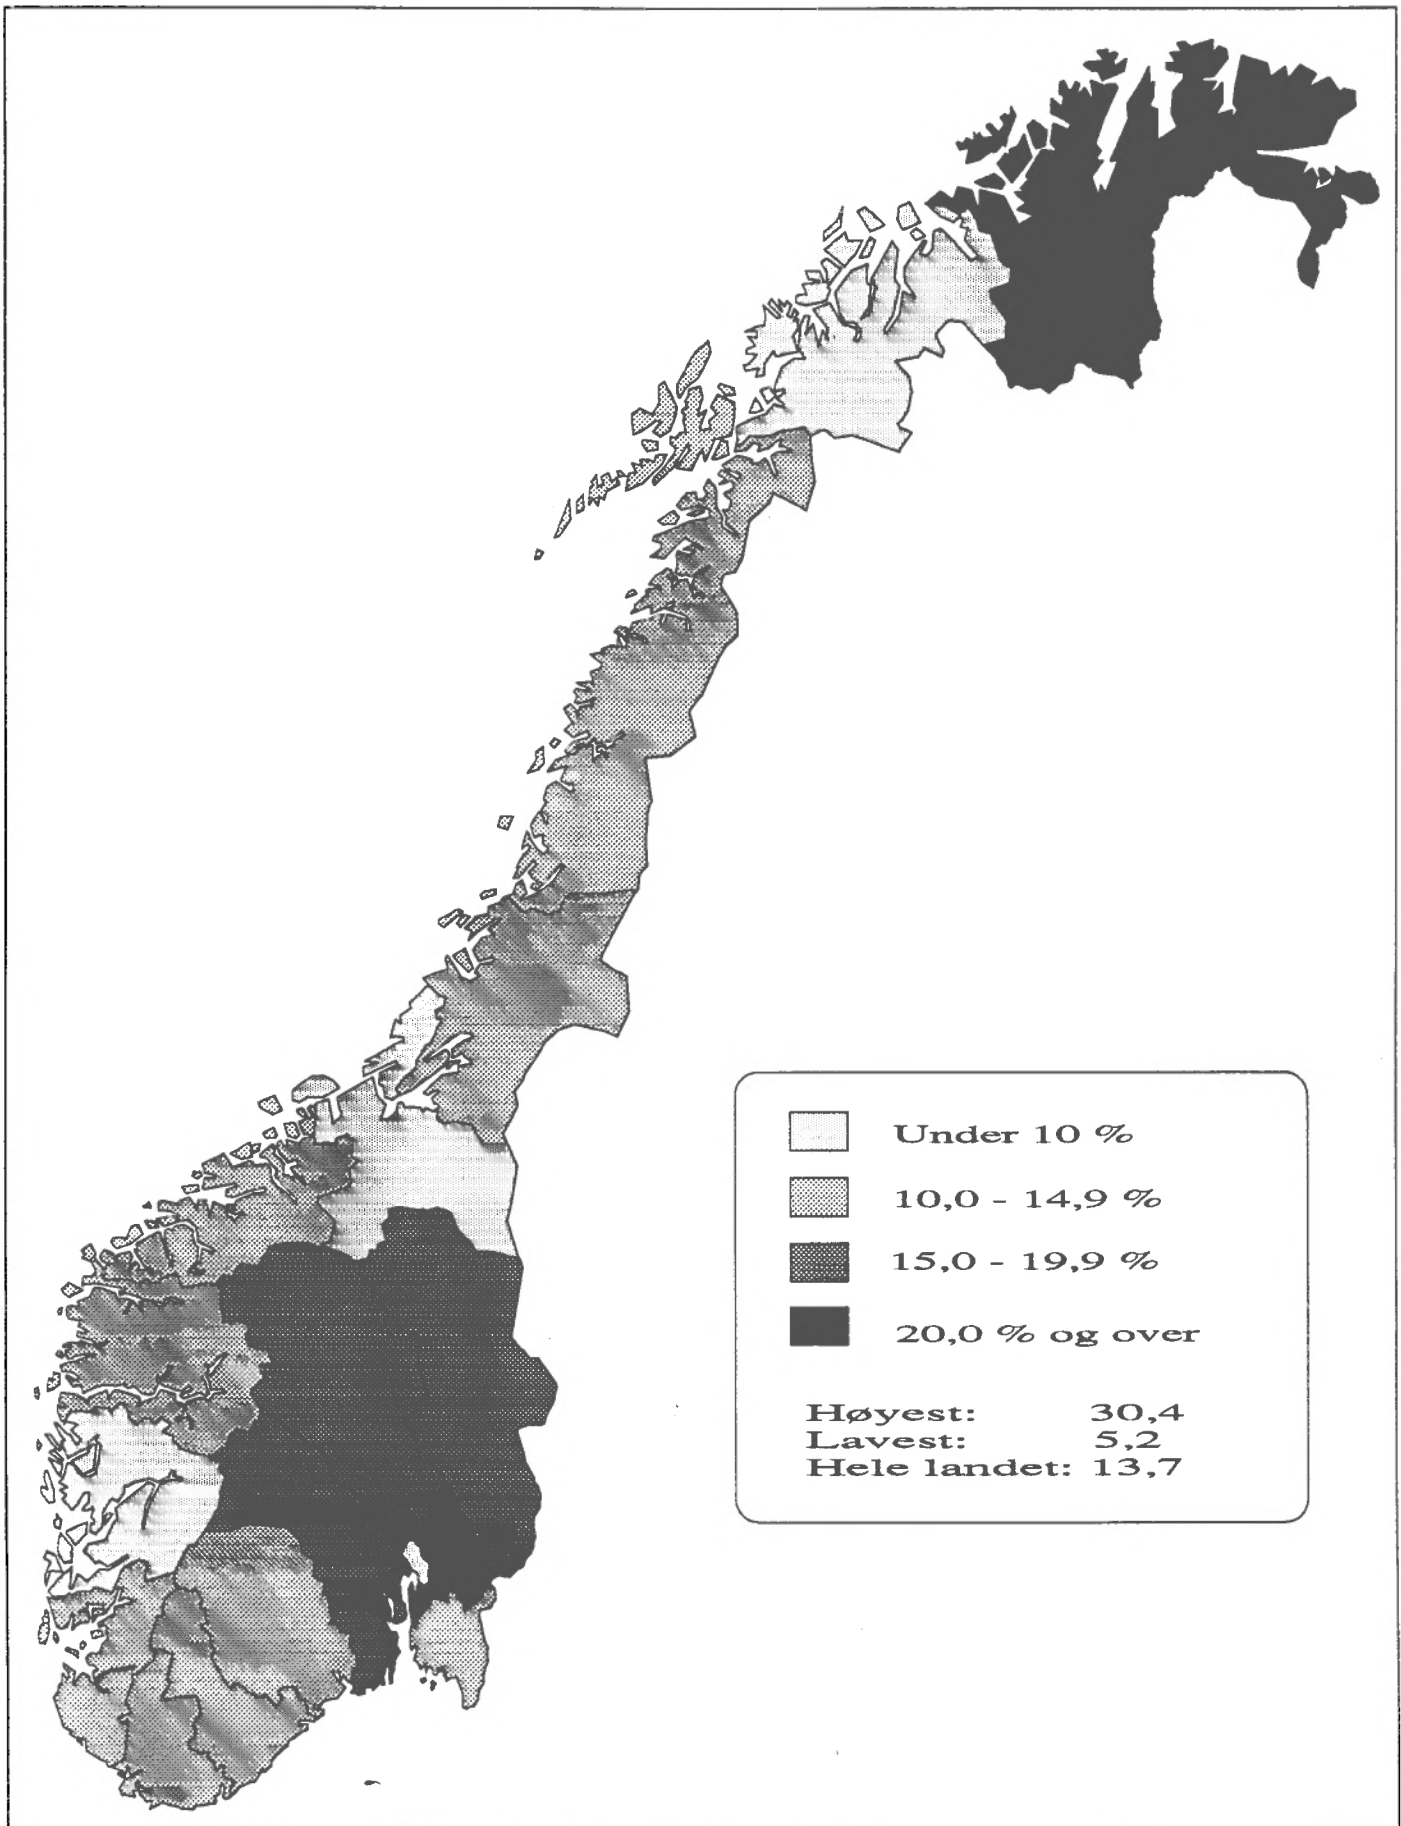 Under 10 %
10,0 - 14,9 %
15,0 - 19,9 %
20,0 % og over
Høyest: 30,4
Lavest: 5,2
Hele landet: 13,7